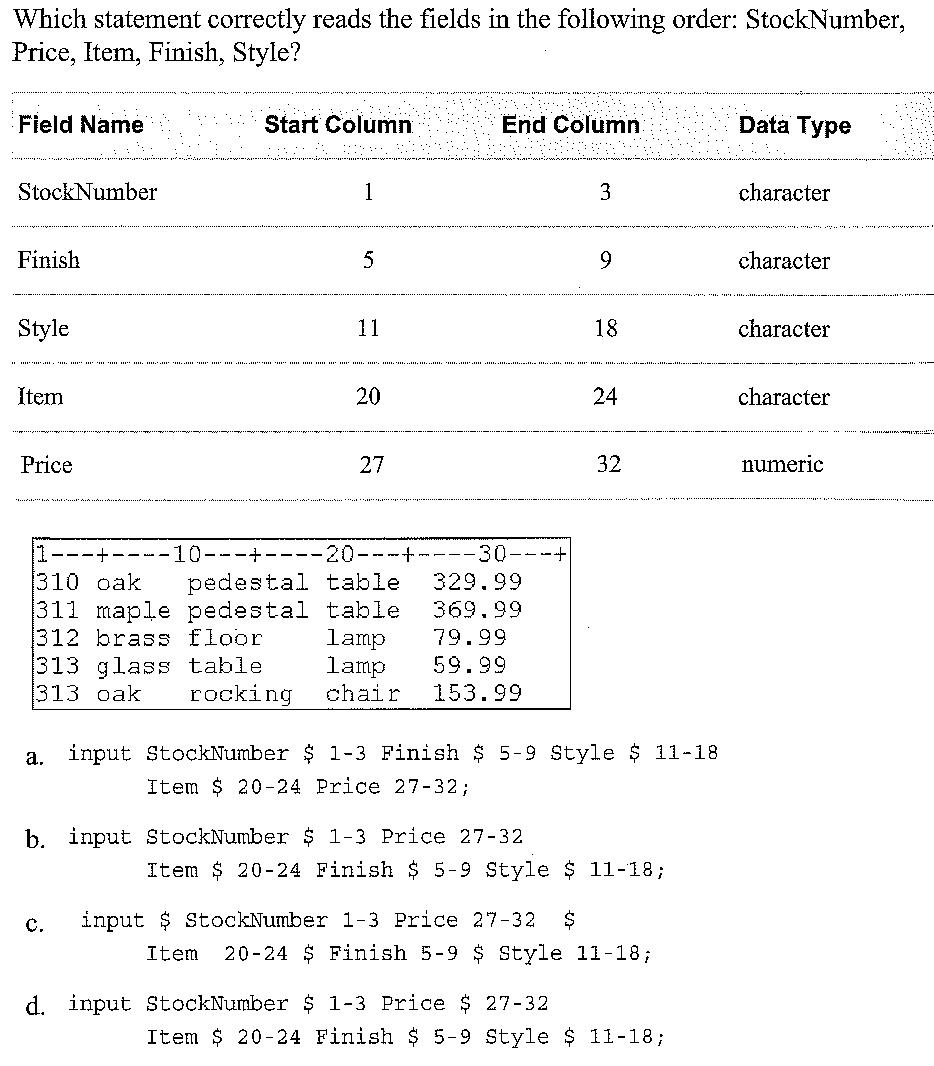 Which statement correctly reads the fields in the following order: StockNumber,
Price, Item, Finish, Style?
Field Name Start Column End Column Data Type
StockNumber 1 3 character
Finish 5 9 character
Style 11 18 character
Item 20 24 character
Price 27 32 numeric
1---+----10---+----20---+----30---+
310 oak   pedestal table  329.99
311 maple pedestal table  369.99
312 brass floor    lamp   79.99
313 glass table    lamp   59.99
313 oak   rocking  chair  153.99
a. input StockNumber $ 1-3 Finish $ 5-9 Style $ 11-18
Item $ 20-24 Price 27-32;
b. input StockNumber $ 1-3 Price 27-32
Item $ 20-24 Finish $ 5-9 Style $ 11-18;
c. input $ StockNumber 1-3 Price 27-32 $
Item 20-24 $ Finish 5-9 $ Style 11-18;
d. input StockNumber $ 1-3 Price $ 27-32
Item $ 20-24 Finish $ 5-9 Style $ 11-18;